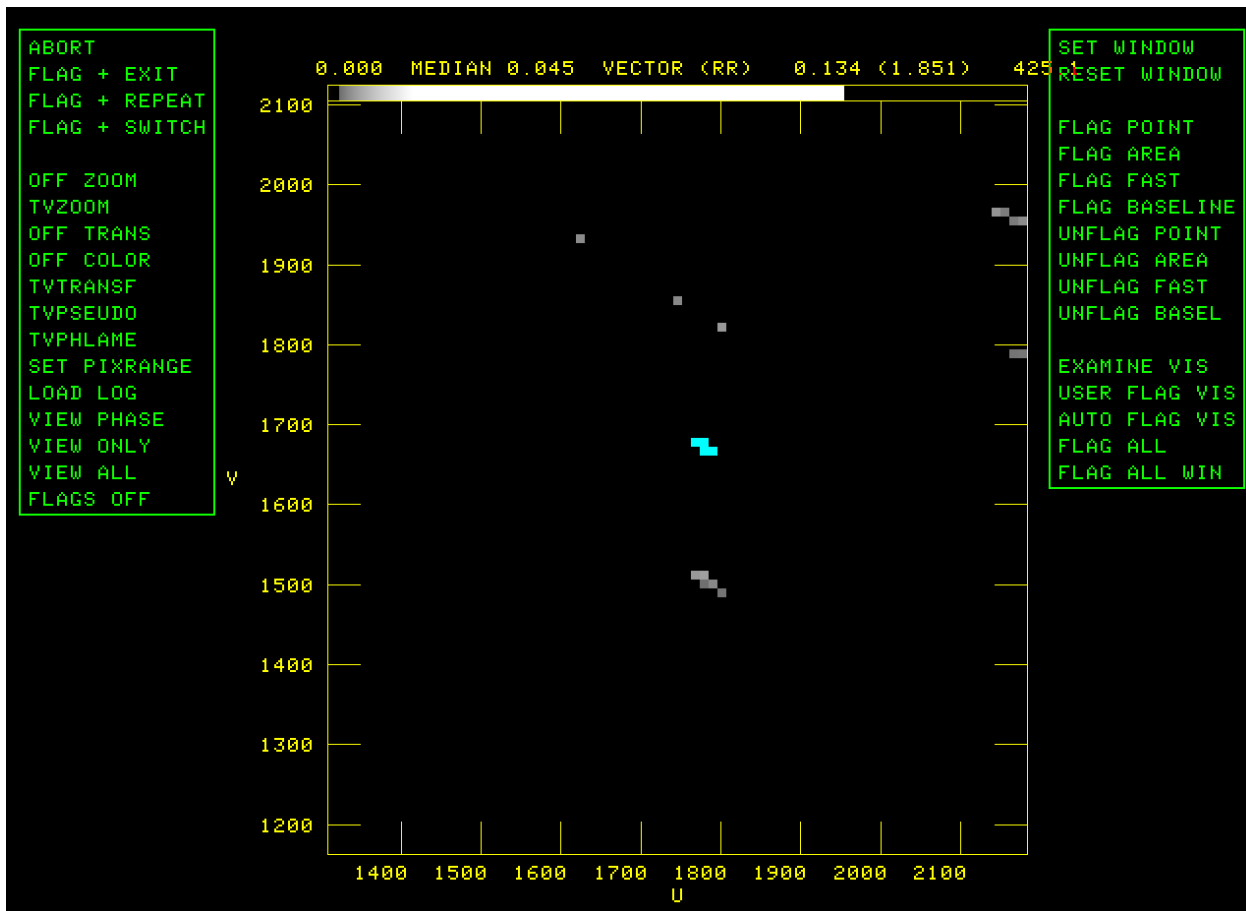 ABORT
FLAG + EXIT
FLAG + REPEAT
FLAG + SWITCH
OFF ZOOM
TVZOOM
OFF TRANS
OFF COLOR
TVTRANSF
TVPSEUDO
TVPHLAME
SET PIXRANGE
LOAD LOG
VIEW PHASE
VIEW ONLY
VIEW ALL
FLAGS OFF
0.000 MEDIAN 0.045 VECTOR (RR) 0.134 (1.851) 425 1
2100
2000
1900
1800
1700
V
1600
1500
1400
1300
1200
1400 1500 1600 1700 1800 1900 2000 2100
U
SET WINDOW
RESET WINDOW
FLAG POINT
FLAG AREA
FLAG FAST
FLAG BASELINE
UNFLAG POINT
UNFLAG AREA
UNFLAG FAST
UNFLAG BASEL
EXAMINE VIS
USER FLAG VIS
AUTO FLAG VIS
FLAG ALL
FLAG ALL WIN